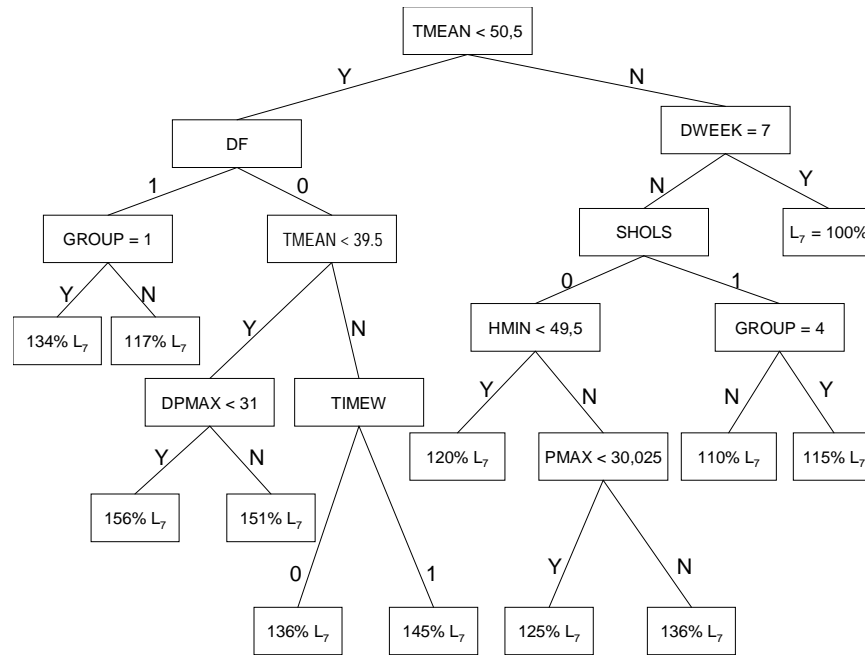 TMEAN < 50,5
Y
N
DF
DWEEK = 7
1
0
N
Y
GROUP = 1
TMEAN < 39.5
SHOLS
L₇ = 100%
Y
N
Y
N
0
1
134% L₇
117% L₇
HMIN < 49,5
GROUP = 4
DPMAX < 31
TIMEW
Y
N
N
Y
120% L₇
PMAX < 30,025
110% L₇
115% L₇
Y
N
156% L₇
151% L₇
0
1
Y
N
136% L₇
145% L₇
125% L₇
136% L₇